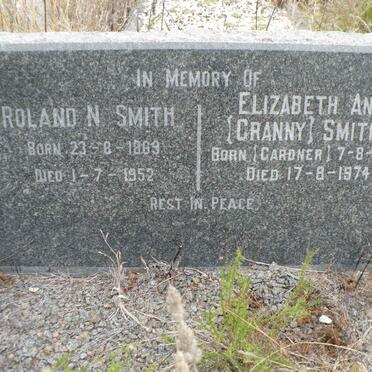 IN MEMORY OF
ROLAND N SMITH
BORN 23-8-1889
DIED 1-7-1952
ELIZABETH AN
[GRANNY] SMIT
BORN [GARDNER] 7-8-
DIED 17-8-1974
REST IN PEACE